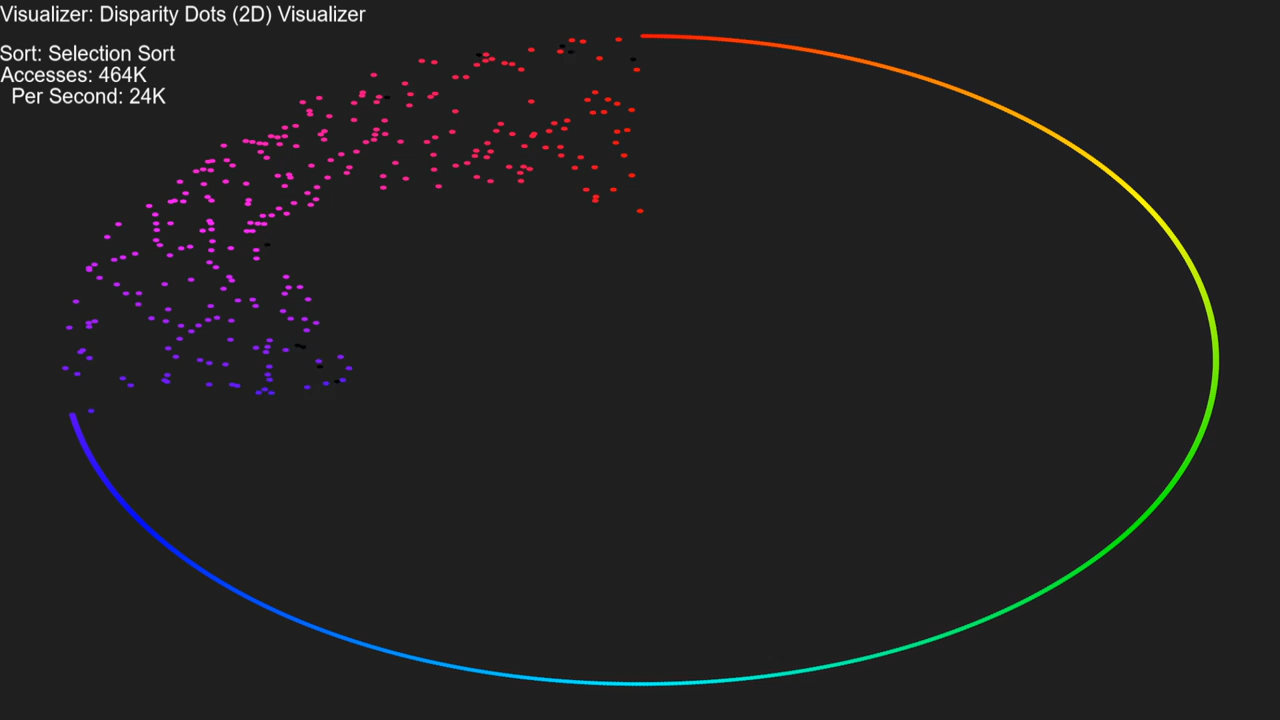 Visualizer: Disparity Dots (2D) Visualizer
Sort: Selection Sort
Accesses: 464K
Per Second: 24K